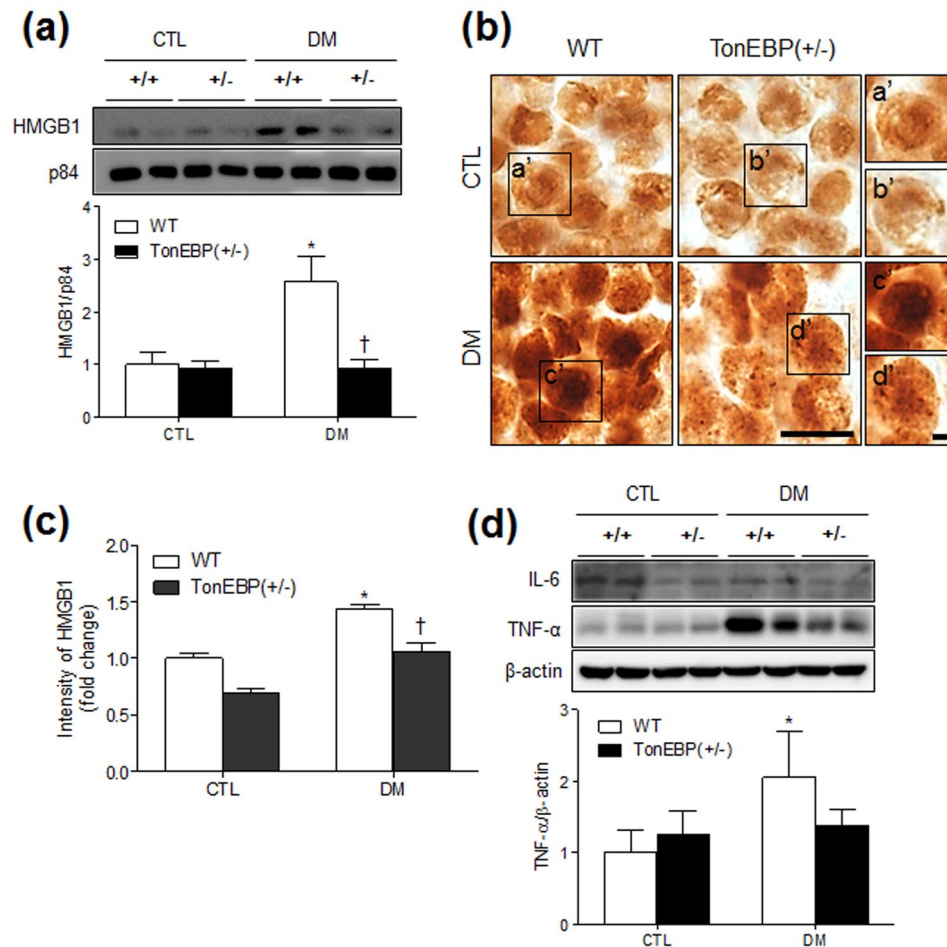 (a)
CTL DM
+/+ +/- +/+ +/-
HMGB1
p84
4
3
2
1
0
HMGB1/p84
WT
TonEBP(+/-)
*
†
CTL DM
(b)
WT TonEBP(+/-)
CTL
DM
a'
b'
c'
d'
a'
b'
c'
d'
(c)
Intensity of HMGB1
(fold change)
1.5
1.0
0.5
0.0
WT
TonEBP(+/-)
*
†
CTL DM
(d)
CTL DM
+/+ +/- +/+ +/-
IL-6
TNF-α
β-actin
3
2
1
0
TNF-α/β-actin
WT
TonEBP(+/-)
*
CTL DM